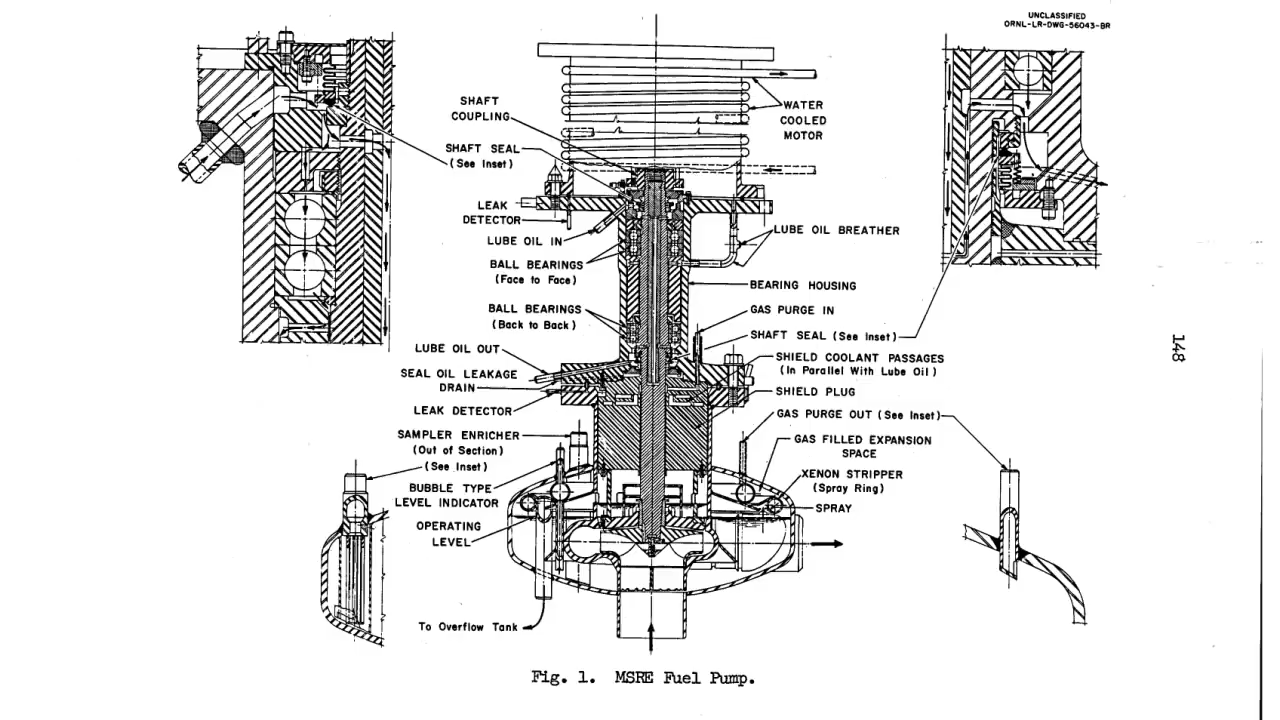 UNCLASSIFIED
ORNL-LR-DWG-56043-BR
SHAFT
COUPLING
SHAFT SEAL
(See Inset)
LEAK
DETECTOR
LUBE OIL IN
BALL BEARINGS
(Face to Face)
BALL BEARINGS
(Back to Back)
LUBE OIL OUT
SEAL OIL LEAKAGE
DRAIN
LEAK DETECTOR
SAMPLER ENRICHER
(Out of Section)
(See Inset)
BUBBLE TYPE
LEVEL INDICATOR
OPERATING
LEVEL
To Overflow Tank
WATER
COOLED
MOTOR
LUBE OIL BREATHER
BEARING HOUSING
GAS PURGE IN
SHAFT SEAL (See Inset)
SHIELD COOLANT PASSAGES
(In Parallel With Lube Oil)
SHIELD PLUG
GAS PURGE OUT (See Inset)
GAS FILLED EXPANSION
SPACE
XENON STRIPPER
(Spray Ring)
SPRAY
148
Fig. 1. MSRE Fuel Pump.